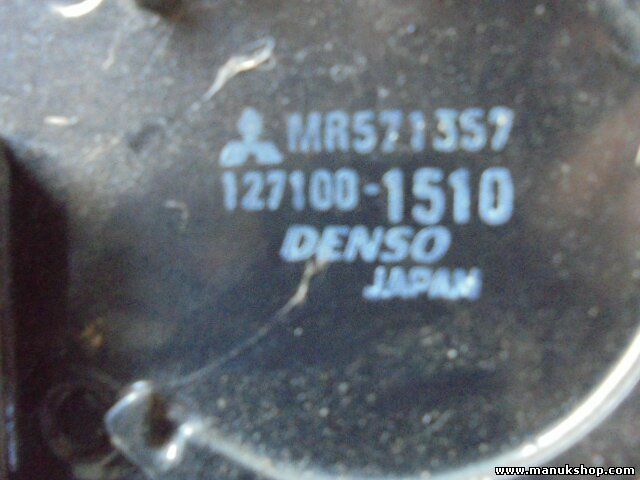 MR571357
127100-1510
DENSO
JAPAN
www.manukshop.com